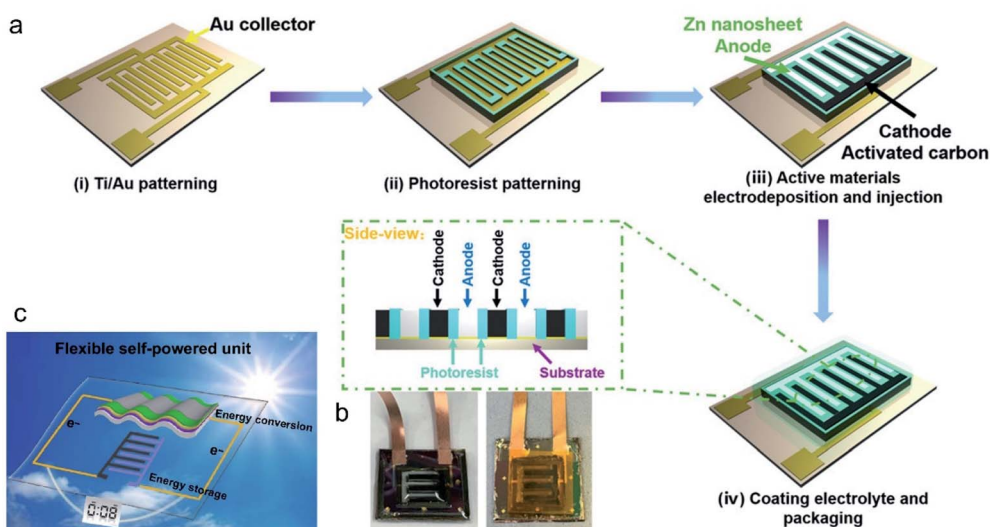 a
Au collector
(i) Ti/Au patterning
(ii) Photoresist patterning
Zn nanosheet
Anode
Cathode
Activated carbon
(iii) Active materials
electrodeposition and injection
Side-view:
Cathode
Anode
Cathode
Anode
Photoresist
Substrate
(iv) Coating electrolyte and
packaging
b
c
Flexible self-powered unit
Energy conversion
e⁻
e⁻
Energy storage
0:08